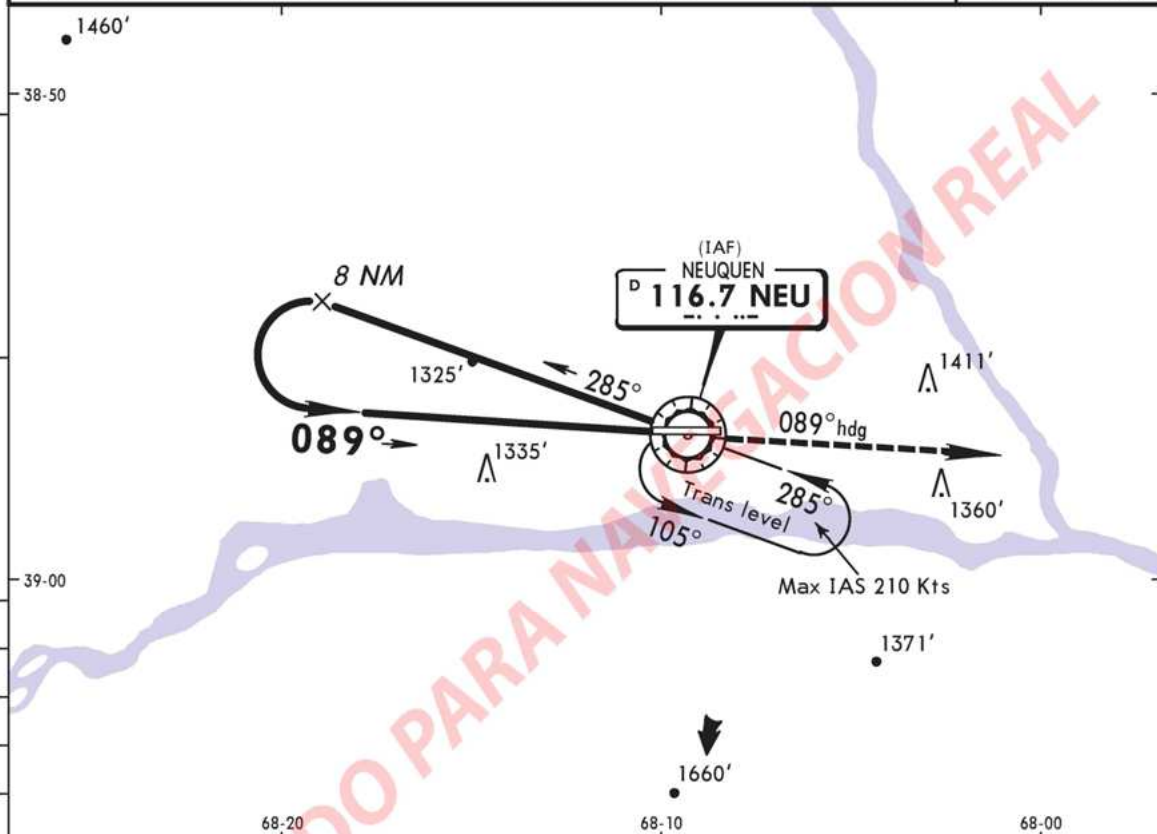 1460'
38-50
(IAF)
NEUQUEN
D 116.7 NEU
8 NM
1325'
285°
1411'
089°hdg
089°
1335'
285°
Trans level
105°
1360'
39-00
Max IAS 210 Kts
1371'
1660'
68-20
68-10
68-00
DO PARA NAVEGACION REAL